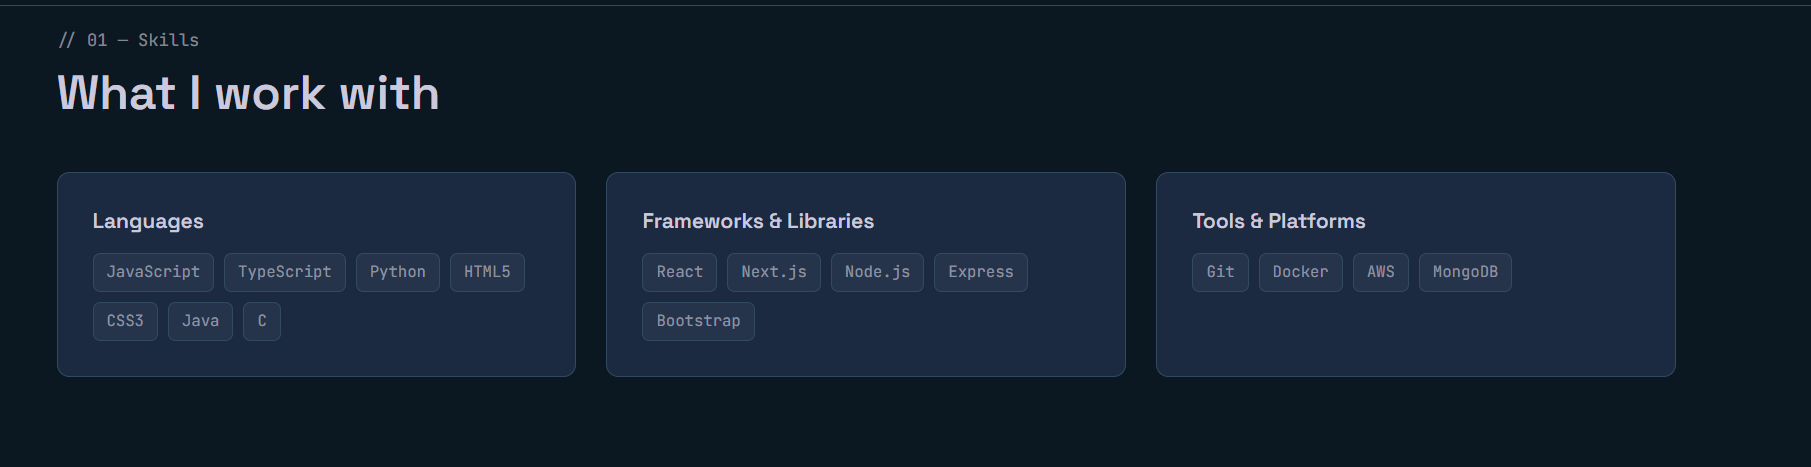 // 01 — Skills
What I work with
Languages
JavaScript TypeScript Python HTML5
CSS3 Java C
Frameworks & Libraries
React Next.js Node.js Express
Bootstrap
Tools & Platforms
Git Docker AWS MongoDB